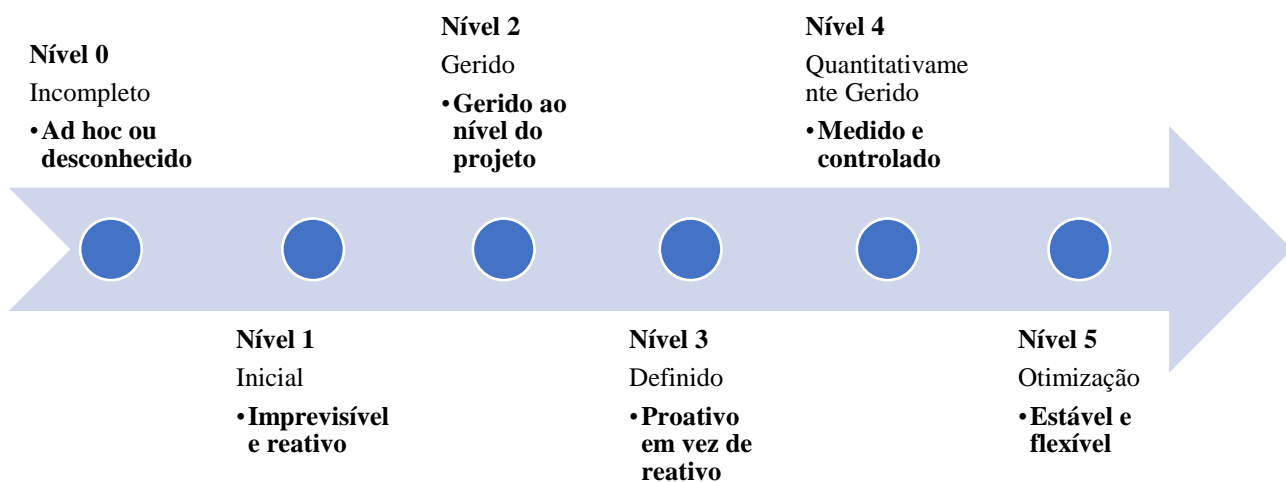 Nível 0
Incompleto
•Ad hoc ou
desconhecido
Nível 1
Inicial
•Imprevisível
e reativo
Nível 2
Gerido
•Gerido ao
nível do
projeto
Nível 3
Definido
•Proativo
em vez de
reativo
Nível 4
Quantitativame
nte Gerido
•Medido e
controlado
Nível 5
Otimização
•Estável e
flexível